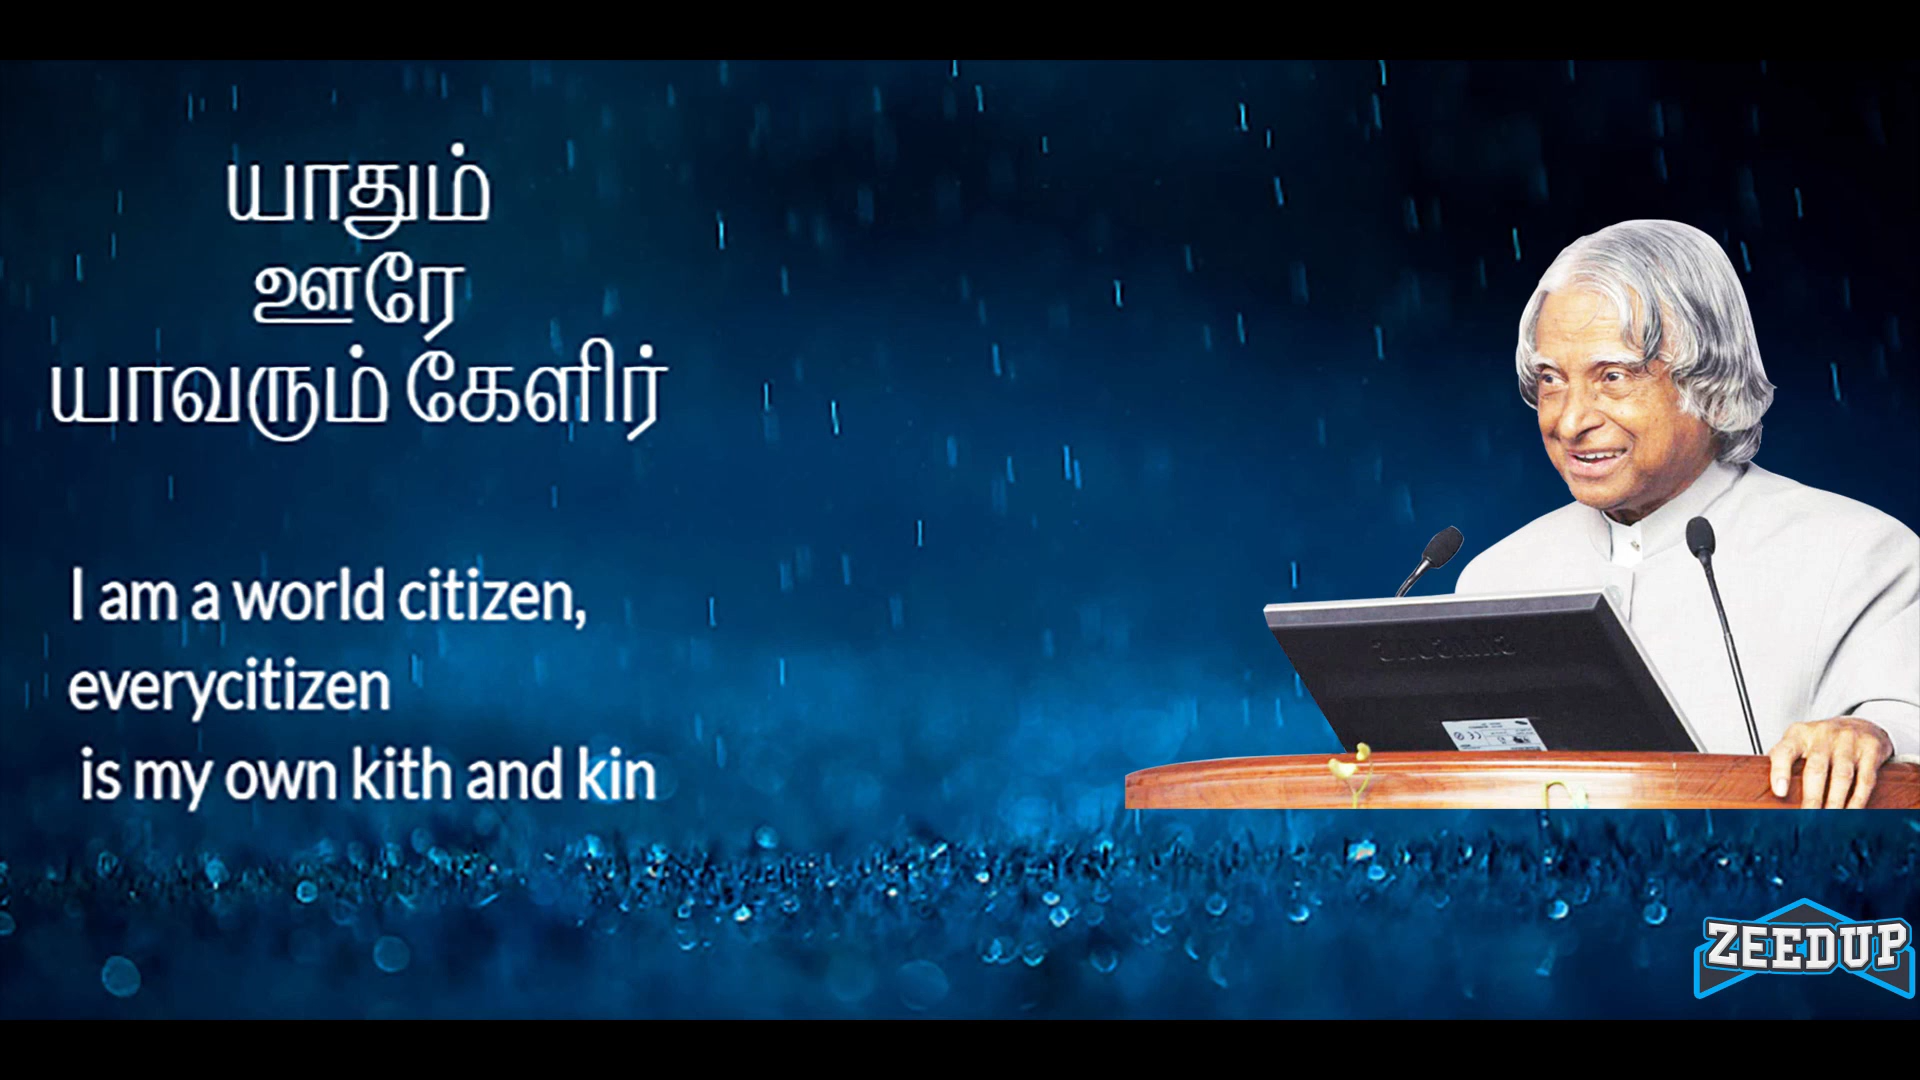 யாதும்
ஊரே
யாவரும் கேளிர்
I am a world citizen,
everycitizen
is my own kith and kin
ZEEDUP